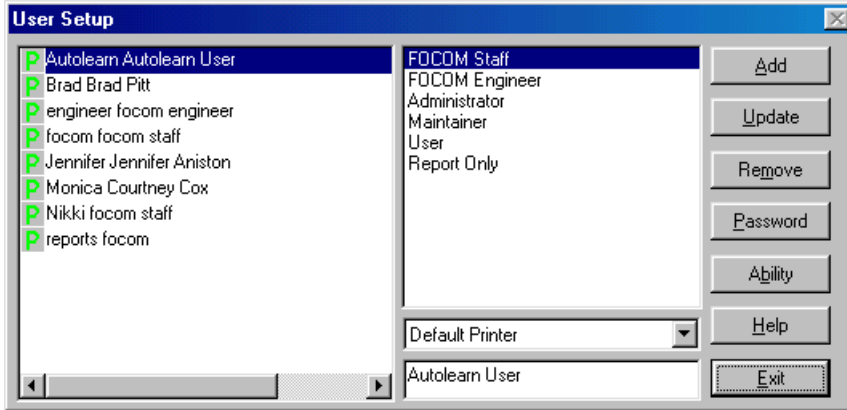 User Setup
P Autolearn Autolearn User
P Brad Brad Pitt
P engineer focom engineer
P focom focom staff
P Jennifer Jennifer Aniston
P Monica Courtney Cox
P Nikki focom staff
P reports focom
FOCOM Staff
FOCOM Engineer
Administrator
Maintainer
User
Report Only
Default Printer
Autolearn User
Add
Update
Remove
Password
Ability
Help
Exit